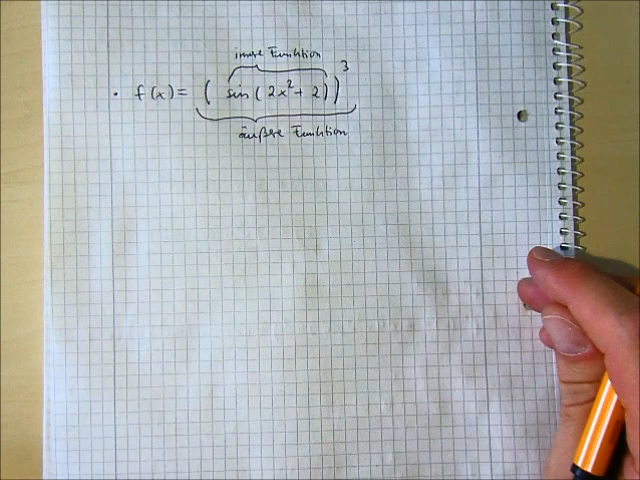 innere Funktion
• f(x) = ( sin( 2x² + 2) )³
äußere Funktion